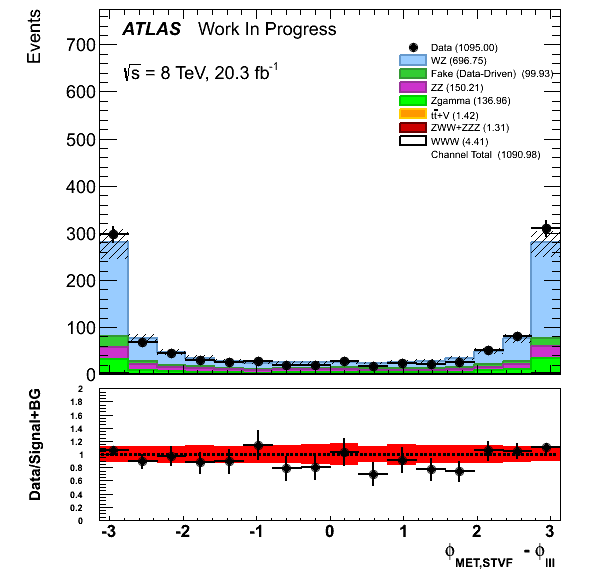 Events
ATLAS Work In Progress
√s = 8 TeV, 20.3 fb⁻¹
Data (1095.00)
WZ (696.75)
Fake (Data-Driven) (99.93)
ZZ (150.21)
Zgamma (136.96)
tt̄+V (1.42)
ZWW+ZZZ (1.31)
WWW (4.41)
Channel Total (1090.98)
700
600
500
400
300
200
100
0
Data/Signal+BG
2
1.8
1.6
1.4
1.2
1
0.8
0.6
0.4
0.2
0
-3 -2 -1 0 1 2 3
ϕMET,STVF - ϕlll